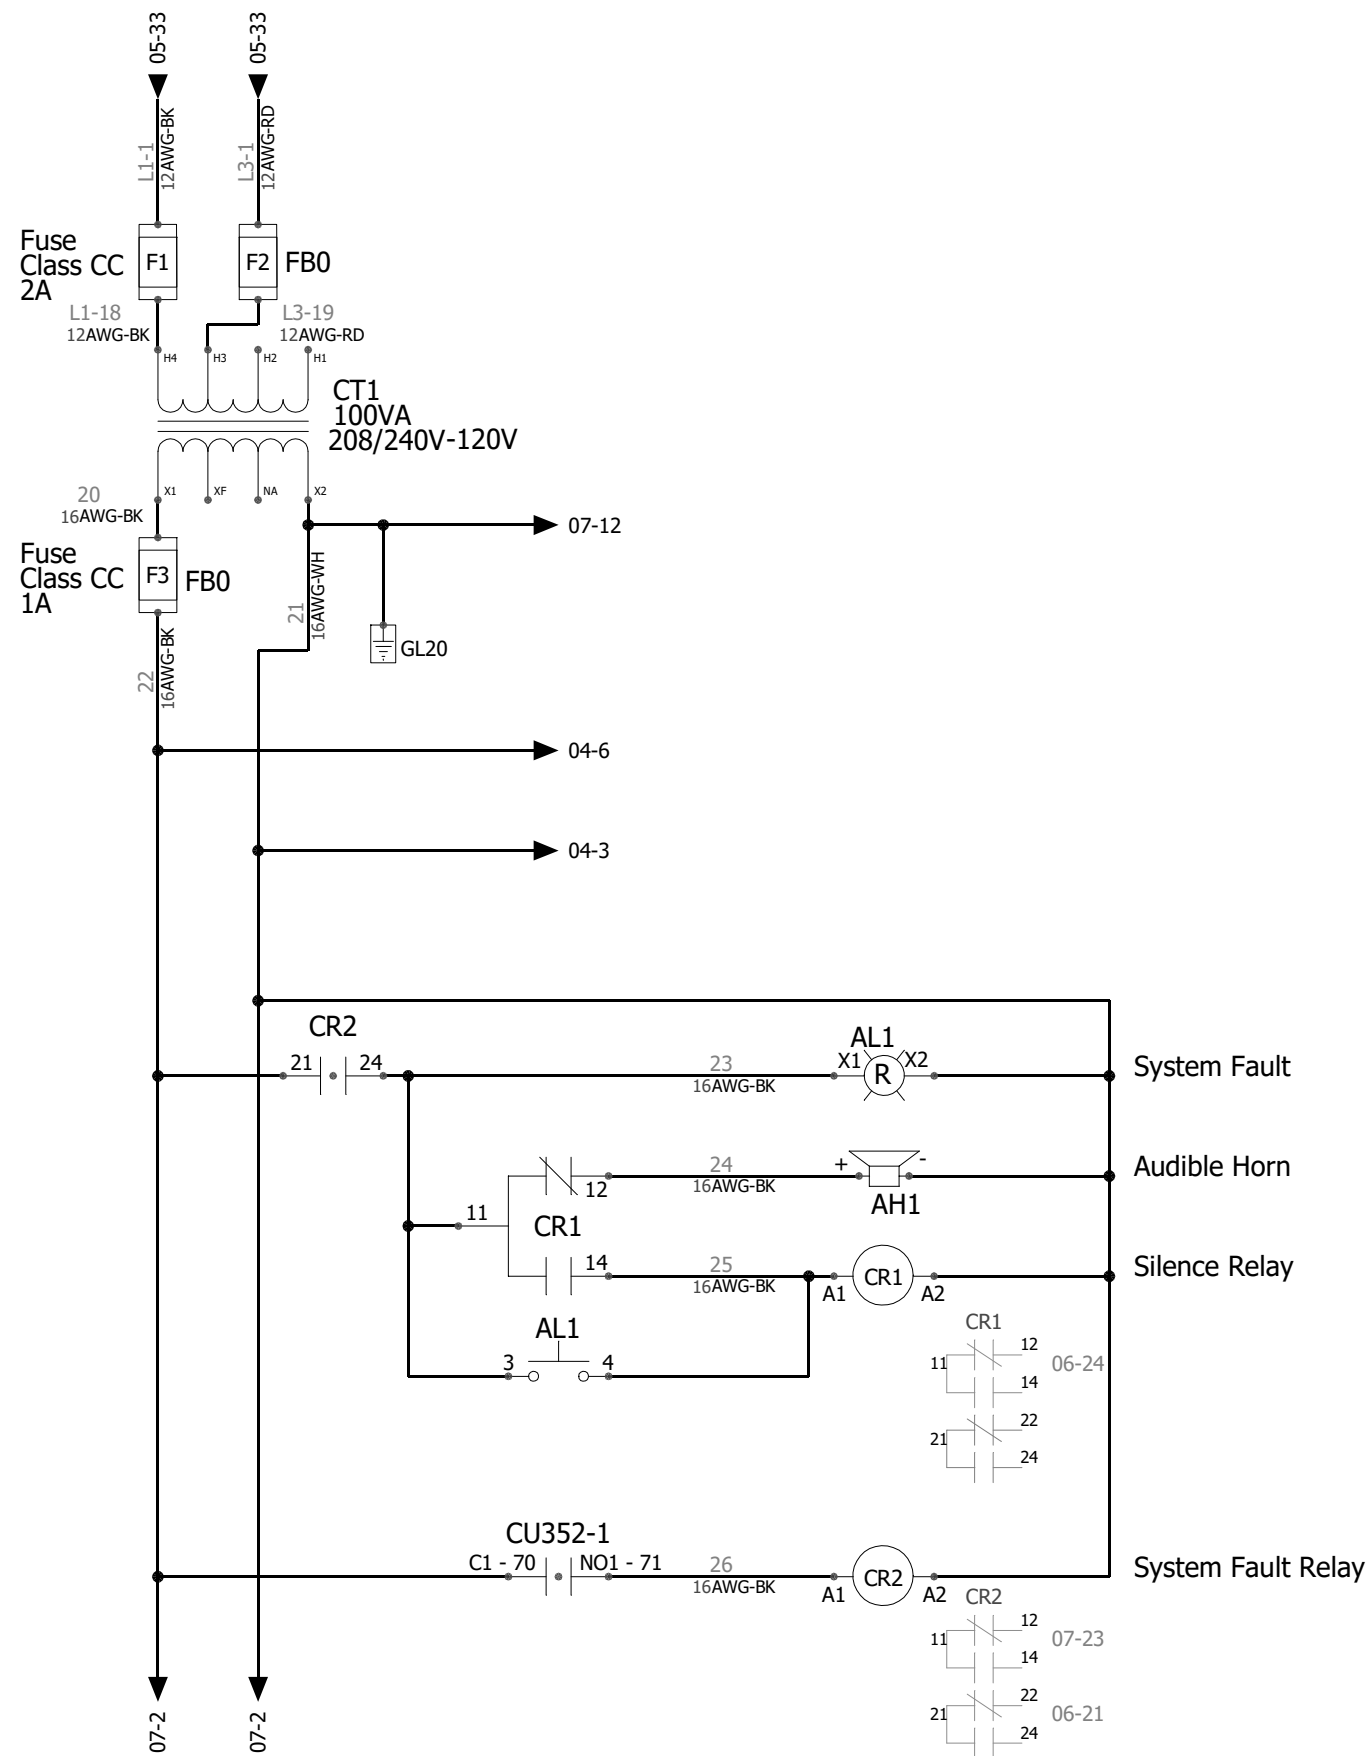 05-33
05-33
L1-1
12AWG-BK
L3-1
12AWG-RD
Fuse
Class CC
2A
F1
F2
FB0
L1-18
12AWG-BK
L3-19
12AWG-RD
H4
H3
H2
H1
CT1
100VA
208/240V-120V
X1
XF
NA
X2
20
16AWG-BK
07-12
Fuse
Class CC
1A
F3
FB0
21
16AWG-WH
GL20
22
16AWG-BK
04-6
04-3
CR2
21
24
23
16AWG-BK
AL1
X1
R
X2
System Fault
24
16AWG-BK
+
-
AH1
Audible Horn
12
11
CR1
14
25
16AWG-BK
A1
CR1
A2
Silence Relay
AL1
3
4
CR1
11
12
14
06-24
21
22
24
CU352-1
C1 - 70
NO1 - 71
26
16AWG-BK
A1
CR2
A2
System Fault Relay
CR2
11
12
14
07-23
21
22
24
06-21
07-2
07-2